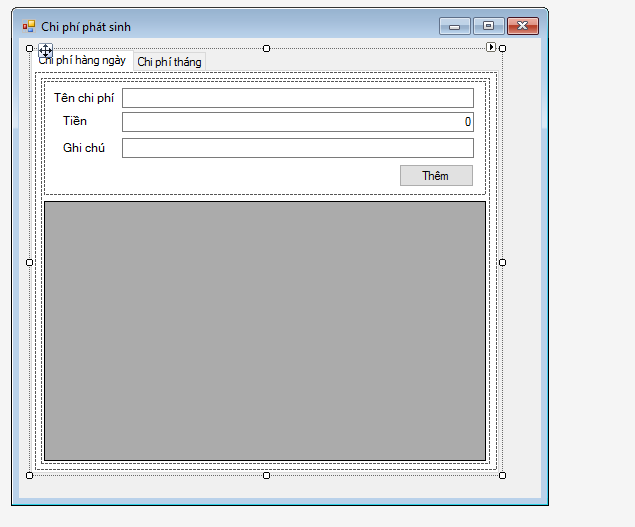 Chi phí phát sinh
Chi phí hàng ngày
Chi phí tháng
Tên chi phí
Tiền
0
Ghi chú
Thêm